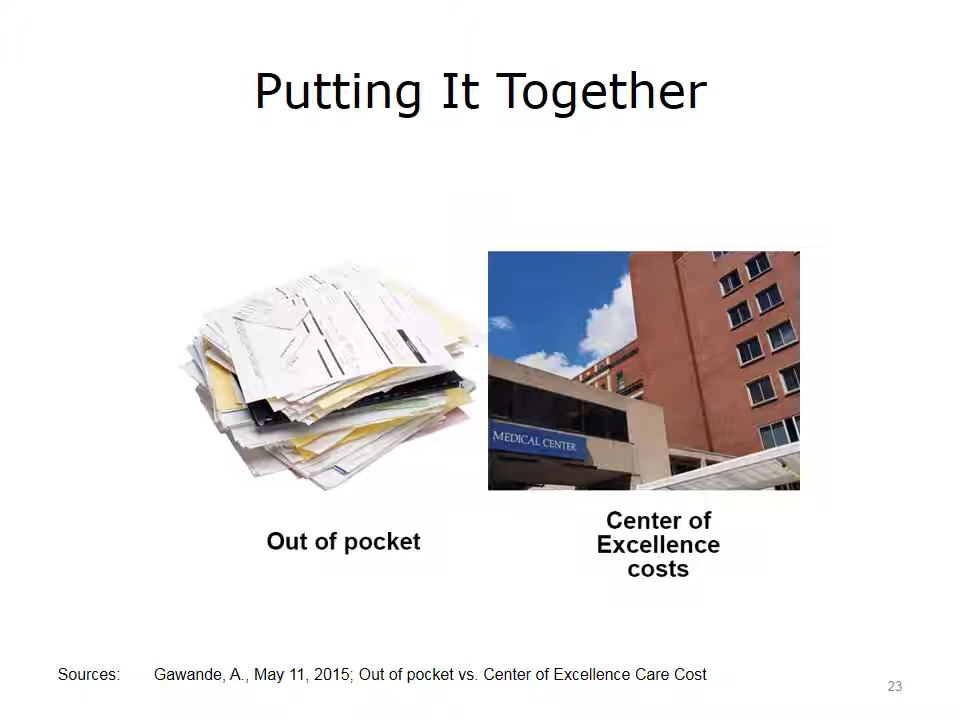 Putting It Together
MEDICAL CENTER
Out of pocket
Center of
Excellence
costs
Sources: Gawande, A., May 11, 2015; Out of pocket vs. Center of Excellence Care Cost
23